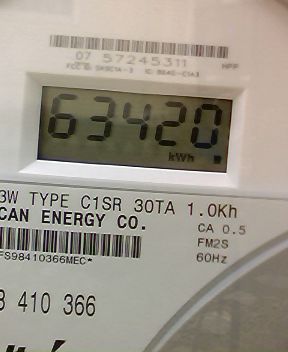 07 57245311
63420
kWh
3W TYPE C1SR 30TA 1.0Kh
CAN ENERGY CO.
CA 0.5
FM2S
FS98410366MEC*
60Hz
8 410 366